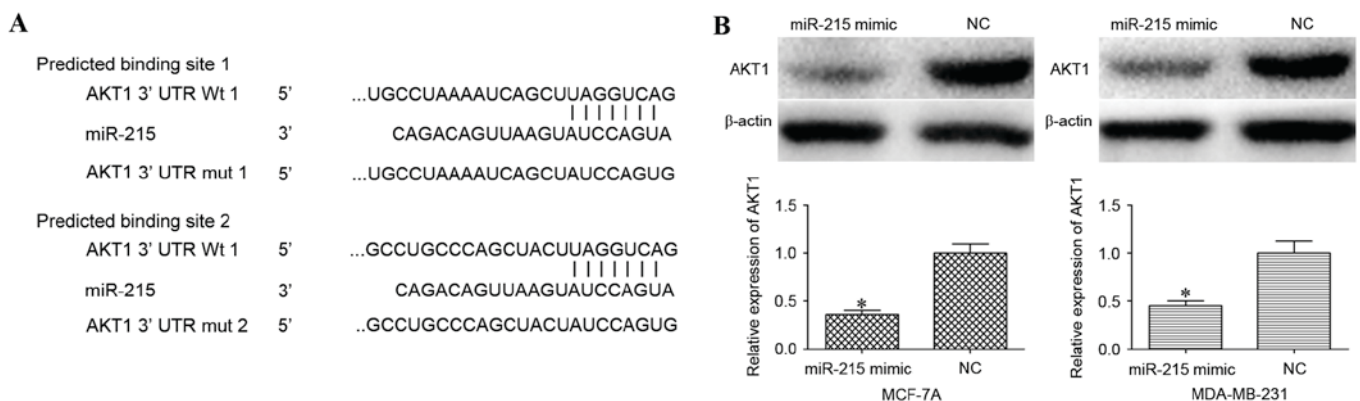 A
Predicted binding site 1
AKT1 3’ UTR Wt 1 5’ ...UGCCUAAAAUCAGCUUAGGUCAG
miR-215 3’ CAGACAGUUAAGUAUCCAGUA
AKT1 3’ UTR mut 1 5’ ...UGCCUAAAAUCAGCUAUCCAGUG
Predicted binding site 2
AKT1 3’ UTR Wt 1 5’ ...GCCUGCCCAGCUACUUAGGUCAG
miR-215 3’ CAGACAGUUAAGUAUCCAGUA
AKT1 3’ UTR mut 2 5’ ..GCCUGCCCAGCUACUAUCCAGUG
B
miR-215 mimic NC
AKT1
β-actin
Relative expression of AKT1
1.5
1.0
0.5
0.0
*
miR-215 mimic NC
MCF-7A
miR-215 mimic NC
AKT1
β-actin
Relative expression of AKT1
1.5
1.0
0.5
0.0
*
miR-215 mimic NC
MDA-MB-231